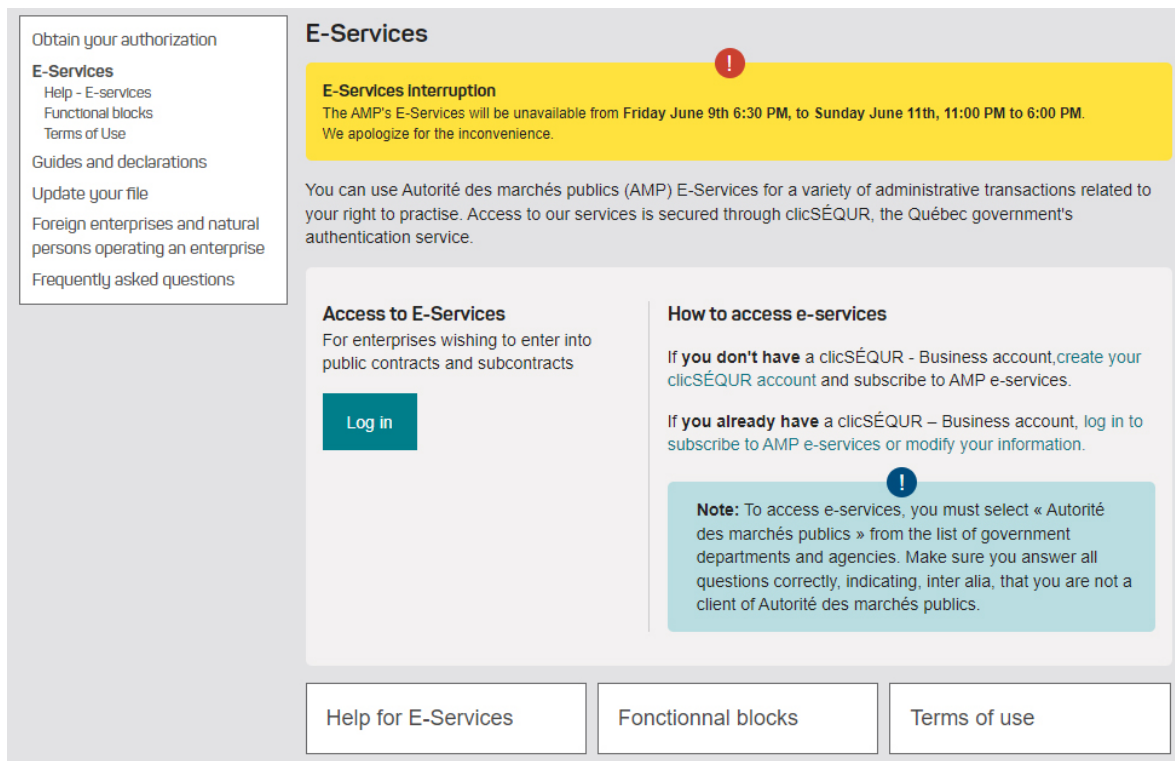 Obtain your authorization
E-Services
Help - E-services
Functional blocks
Terms of Use
Guides and declarations
Update your file
Foreign enterprises and natural
persons operating an enterprise
Frequently asked questions
E-Services
!
E-Services interruption
The AMP's E-Services will be unavailable from Friday June 9th 6:30 PM, to Sunday June 11th, 11:00 PM to 6:00 PM.
We apologize for the inconvenience.
You can use Autorité des marchés publics (AMP) E-Services for a variety of administrative transactions related to
your right to practise. Access to our services is secured through clicSÉQUR, the Québec government's
authentication service.
Access to E-Services
For enterprises wishing to enter into
public contracts and subcontracts
Log in
How to access e-services
If you don't have a clicSÉQUR - Business account,create your
clicSÉQUR account and subscribe to AMP e-services.
If you already have a clicSÉQUR – Business account, log in to
subscribe to AMP e-services or modify your information.
!
Note: To access e-services, you must select « Autorité
des marchés publics » from the list of government
departments and agencies. Make sure you answer all
questions correctly, indicating, inter alia, that you are not a
client of Autorité des marchés publics.
Help for E-Services
Fonctionnal blocks
Terms of use